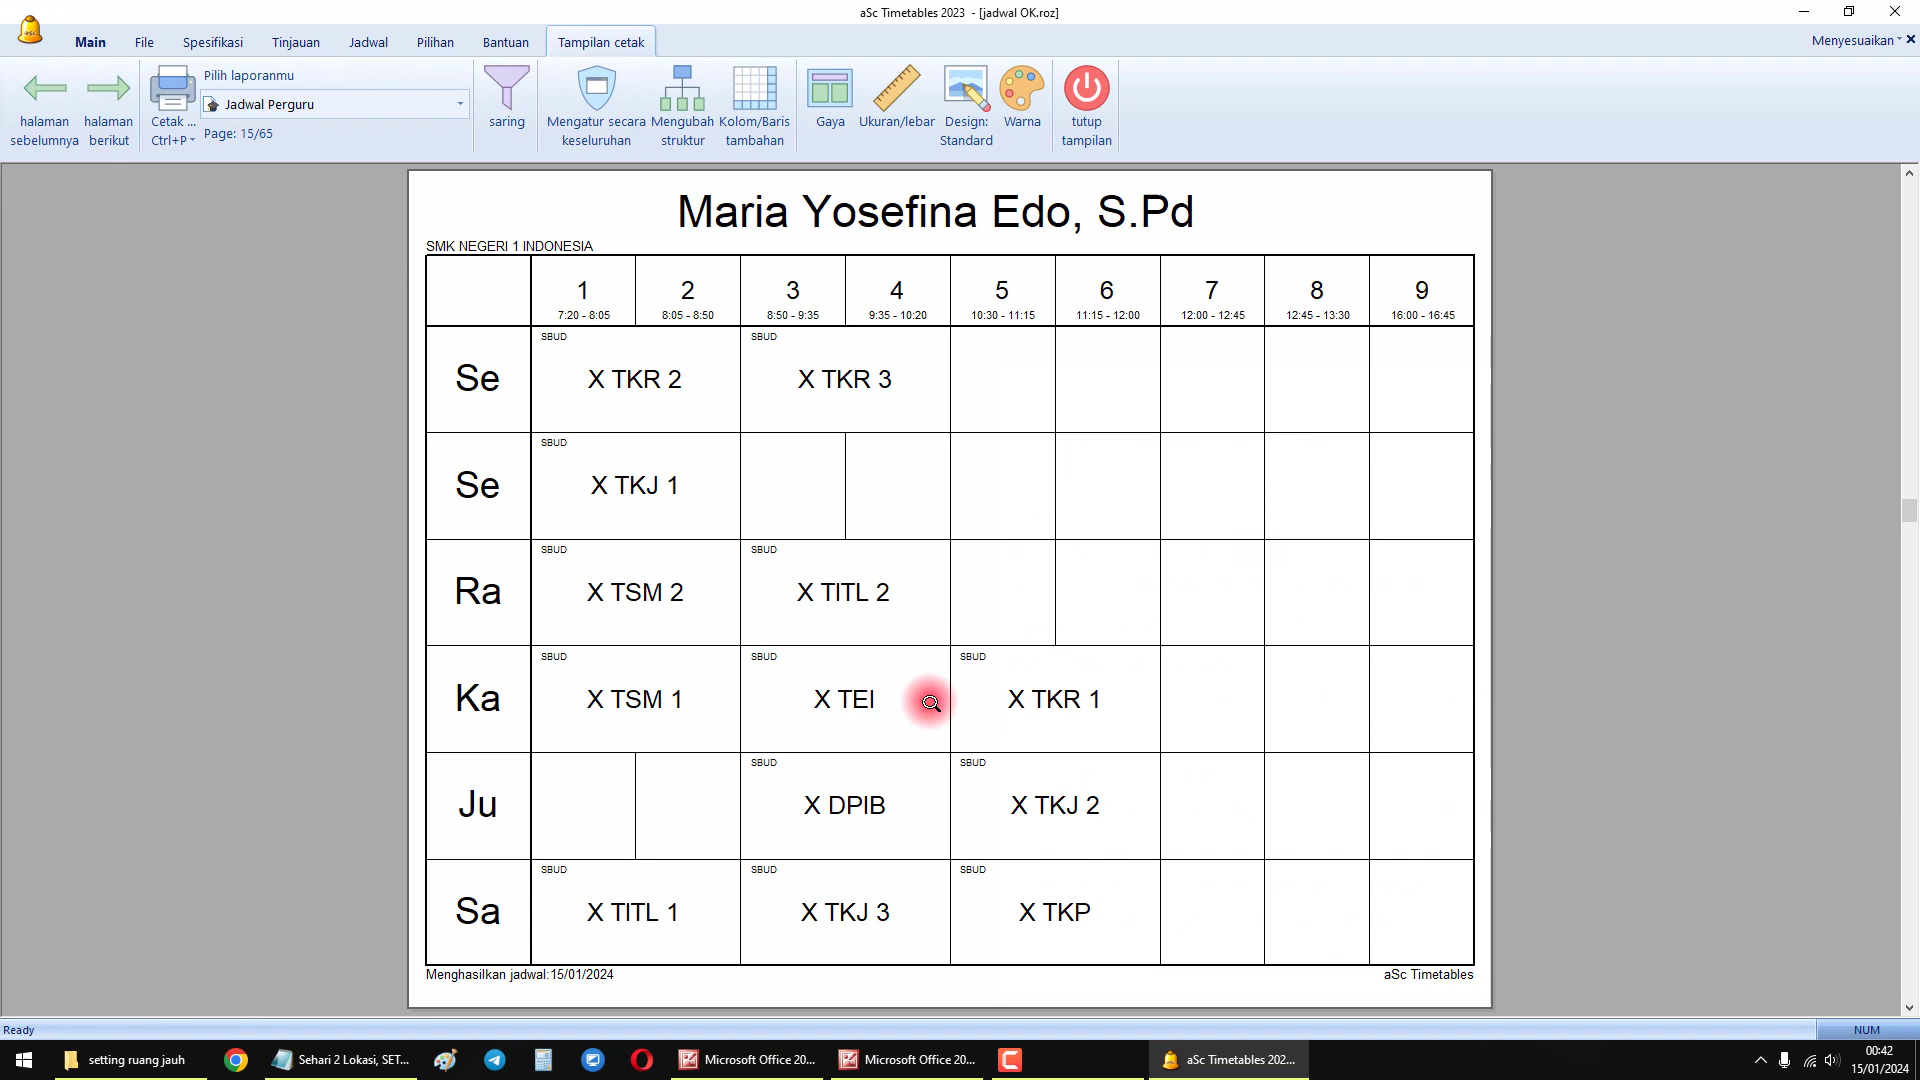 aSc Timetables 2023 - [jadwal OK.roz]
Main File Spesifikasi Tinjauan Jadwal Pilihan Bantuan Tampilan cetak Menyesuaikan
halaman sebelumnya
halaman berikut
Cetak ...
Ctrl+P
Pilih laporanmu
Jadwal Perguru
Page: 15/65
saring
Mengatur secara keseluruhan
Mengubah struktur
Kolom/Baris tambahan
Gaya
Ukuran/lebar
Design: Standard
Warna
tutup tampilan
Maria Yosefina Edo, S.Pd
SMK NEGERI 1 INDONESIA
1 2 3 4 5 6 7 8 9
7:20 - 8:05 8:05 - 8:50 8:50 - 9:35 9:35 - 10:20 10:30 - 11:15 11:15 - 12:00 12:00 - 12:45 12:45 - 13:30 16:00 - 16:45
SBUD SBUD
Se X TKR 2 X TKR 3
SBUD
Se X TKJ 1
SBUD SBUD
Ra X TSM 2 X TITL 2
SBUD SBUD SBUD
Ka X TSM 1 X TEI X TKR 1
SBUD SBUD
Ju X DPIB X TKJ 2
SBUD SBUD SBUD
Sa X TITL 1 X TKJ 3 X TKP
Menghasilkan jadwal:15/01/2024 aSc Timetables
Ready NUM
setting ruang jauh Sehari 2 Lokasi, SET... Microsoft Office 20... Microsoft Office 20... aSc Timetables 202... 00:42
15/01/2024